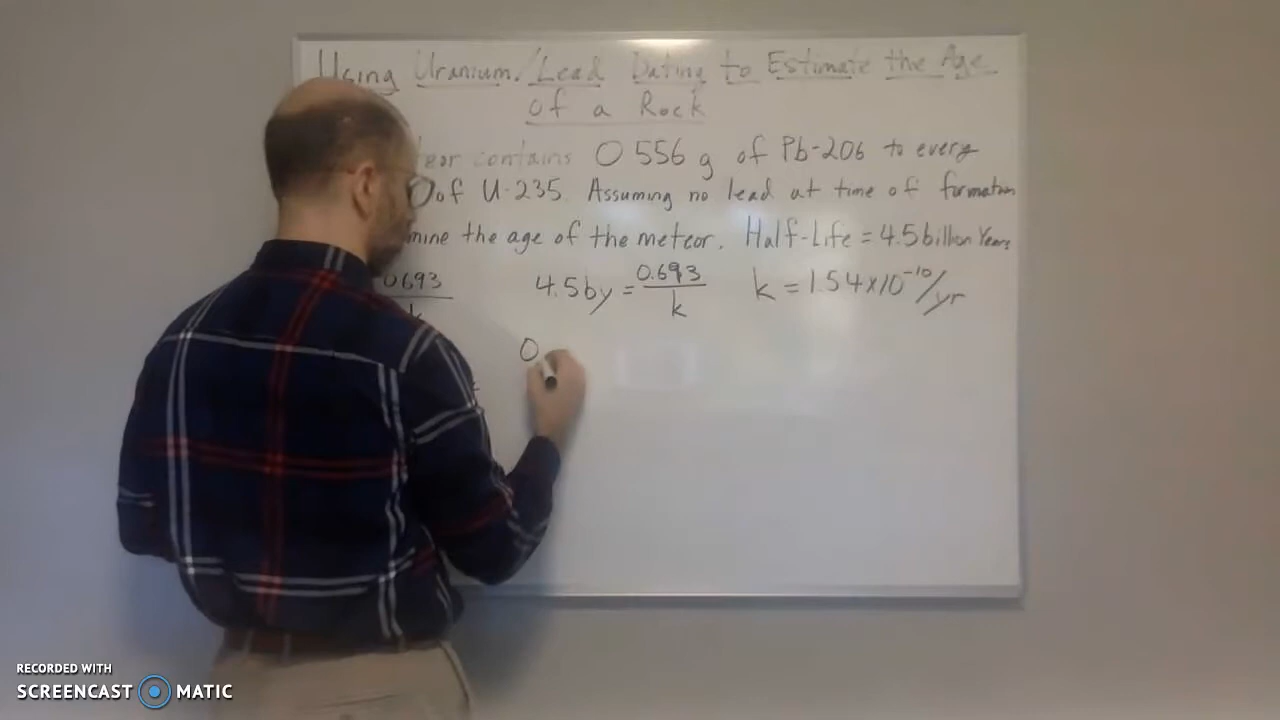 Using Uranium/Lead Dating to Estimate the Age
of a Rock
contains 0.556 g of Pb-206 to every
of U-235. Assuming no lead at time of formation
the age of the meteor. Half-Life = 4.5 billion Years
0.693
4.5by = 0.693/k k = 1.54x10^-10/yr
0
RECORDED WITH
SCREENCAST MATIC